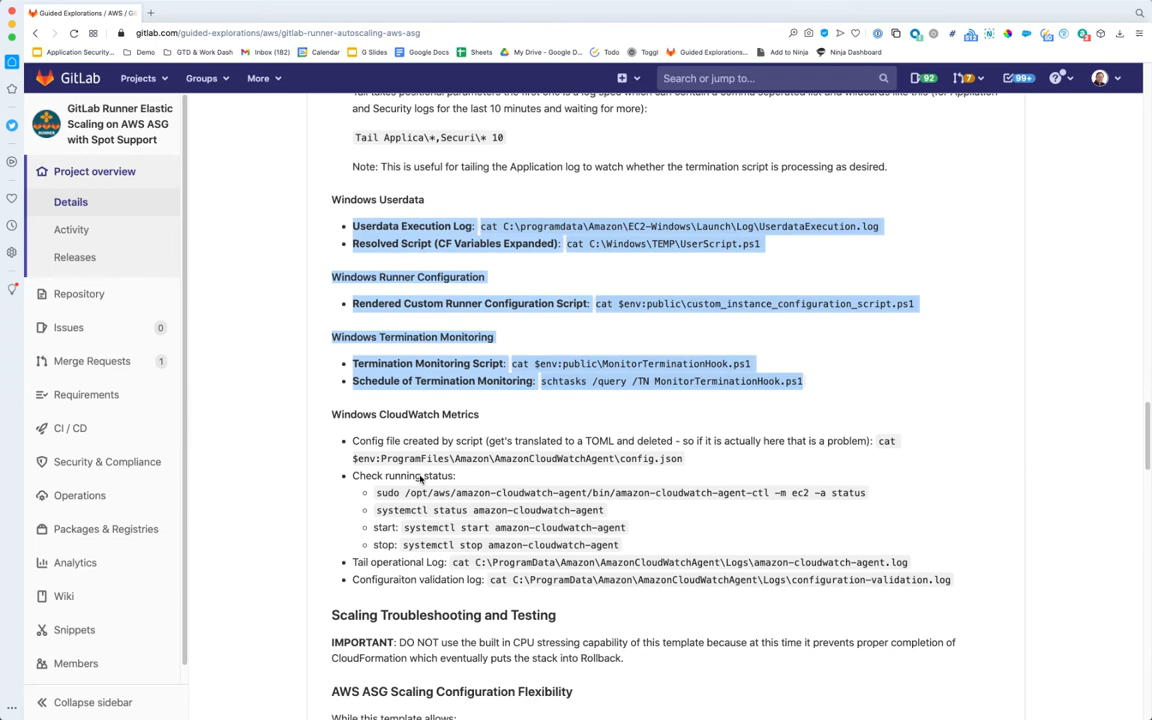 Guided Explorations / AWS / Git
gitlab.com/guided-explorations/aws/gitlab-runner-autoscaling-aws-asg
Application Security...
Demo
GTD & Work Dash
Inbox (182)
Calendar
G Slides
Google Docs
Sheets
My Drive - Google D...
Todo
Toggl
Guided Explorations...
Add to Ninja
Ninja Dashboard
GitLab
Projects
Groups
More
Search or jump to...
92
7
99+
GitLab Runner Elastic
Scaling on AWS ASG
with Spot Support
Project overview
Details
Activity
Releases
Repository
Issues 0
Merge Requests 1
Requirements
CI / CD
Security & Compliance
Operations
Packages & Registries
Analytics
Wiki
Snippets
Members
Collapse sidebar
and Security logs for the last 10 minutes and waiting for more):
Tail Applica\*,Securi\* 10
Note: This is useful for tailing the Application log to watch whether the termination script is processing as desired.
Windows Userdata
• Userdata Execution Log: cat C:\programdata\Amazon\EC2-Windows\Launch\Log\UserdataExecution.log
• Resolved Script (CF Variables Expanded): cat C:\Windows\TEMP\UserScript.ps1
Windows Runner Configuration
• Rendered Custom Runner Configuration Script: cat $env:public\custom_instance_configuration_script.ps1
Windows Termination Monitoring
• Termination Monitoring Script: cat $env:public\MonitorTerminationHook.ps1
• Schedule of Termination Monitoring: schtasks /query /TN MonitorTerminationHook.ps1
Windows CloudWatch Metrics
• Config file created by script (get's translated to a TOML and deleted - so if it is actually here that is a problem): cat
$env:ProgramFiles\Amazon\AmazonCloudWatchAgent\config.json
• Check running status:
◦ sudo /opt/aws/amazon-cloudwatch-agent/bin/amazon-cloudwatch-agent-ctl -m ec2 -a status
◦ systemctl status amazon-cloudwatch-agent
◦ start: systemctl start amazon-cloudwatch-agent
◦ stop: systemctl stop amazon-cloudwatch-agent
• Tail operational Log: cat C:\ProgramData\Amazon\AmazonCloudWatchAgent\Logs\amazon-cloudwatch-agent.log
• Configuraiton validation log: cat C:\ProgramData\Amazon\AmazonCloudWatchAgent\Logs\configuration-validation.log
Scaling Troubleshooting and Testing
IMPORTANT: DO NOT use the built in CPU stressing capability of this template because at this time it prevents proper completion of
CloudFormation which eventually puts the stack into Rollback.
AWS ASG Scaling Configuration Flexibility
While this template allows: